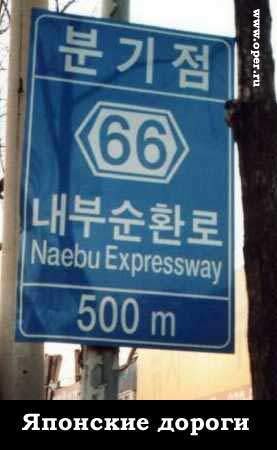 www.oper.ru
분기점
66
내부순환로
Naebu Expressway
500 m
Японские дороги